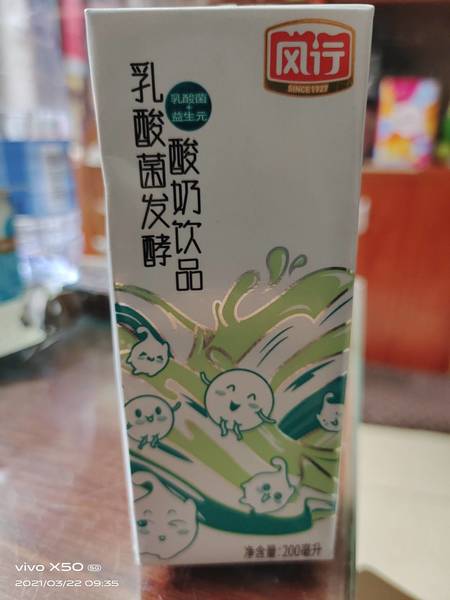 风行
SINCE1927
乳酸菌发酵
酸奶饮品
乳酸菌
+
益生元
净含量:200毫升
vivo X50 5G
2021/03/22 09:35